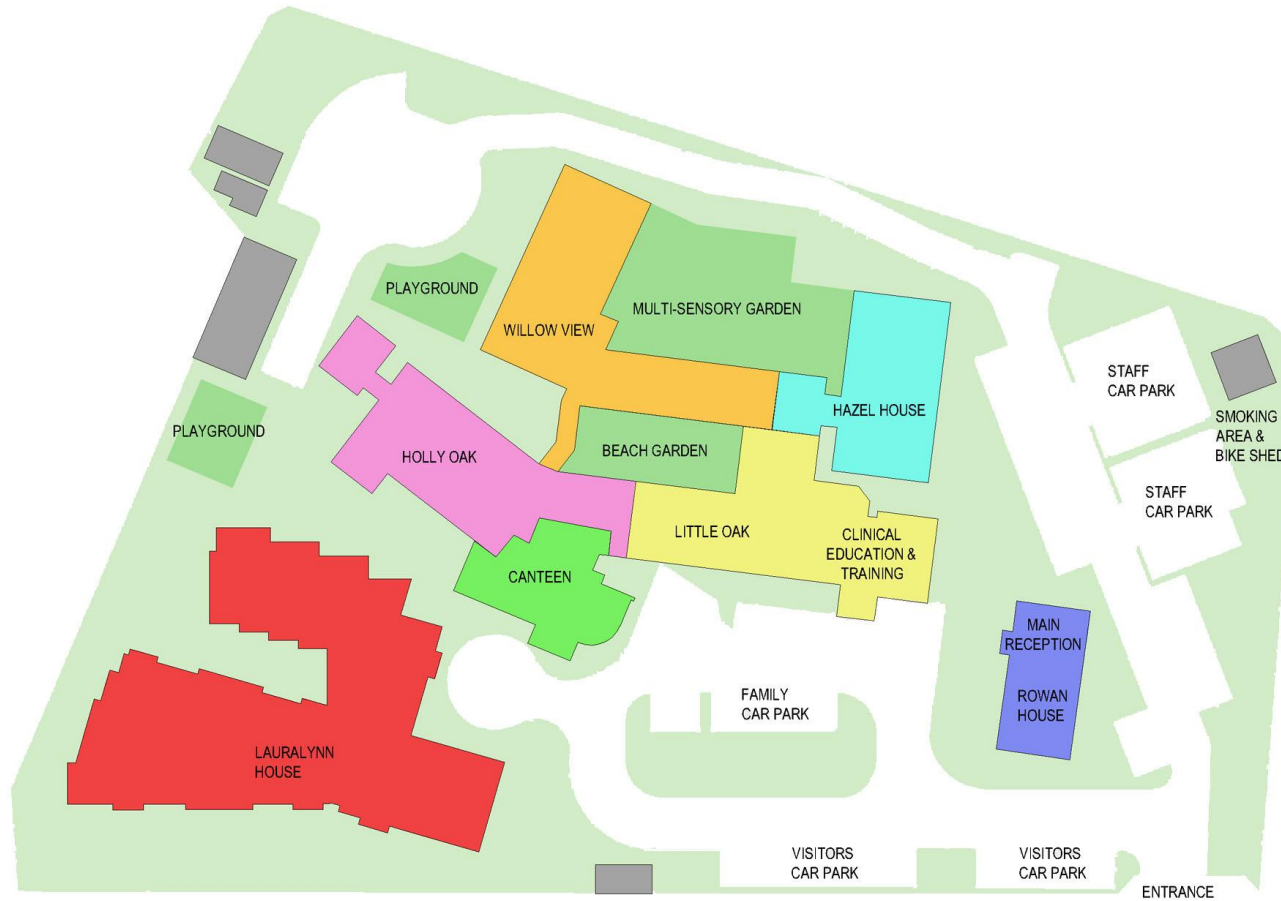 PLAYGROUND
MULTI-SENSORY GARDEN
WILLOW VIEW
STAFF
CAR PARK
HAZEL HOUSE
SMOKING
AREA &
BIKE SHED
PLAYGROUND
BEACH GARDEN
HOLLY OAK
STAFF
CAR PARK
LITTLE OAK
CLINICAL
EDUCATION &
TRAINING
CANTEEN
MAIN
RECEPTION
ROWAN
HOUSE
FAMILY
CAR PARK
LAURALYNN
HOUSE
VISITORS
CAR PARK
VISITORS
CAR PARK
ENTRANCE